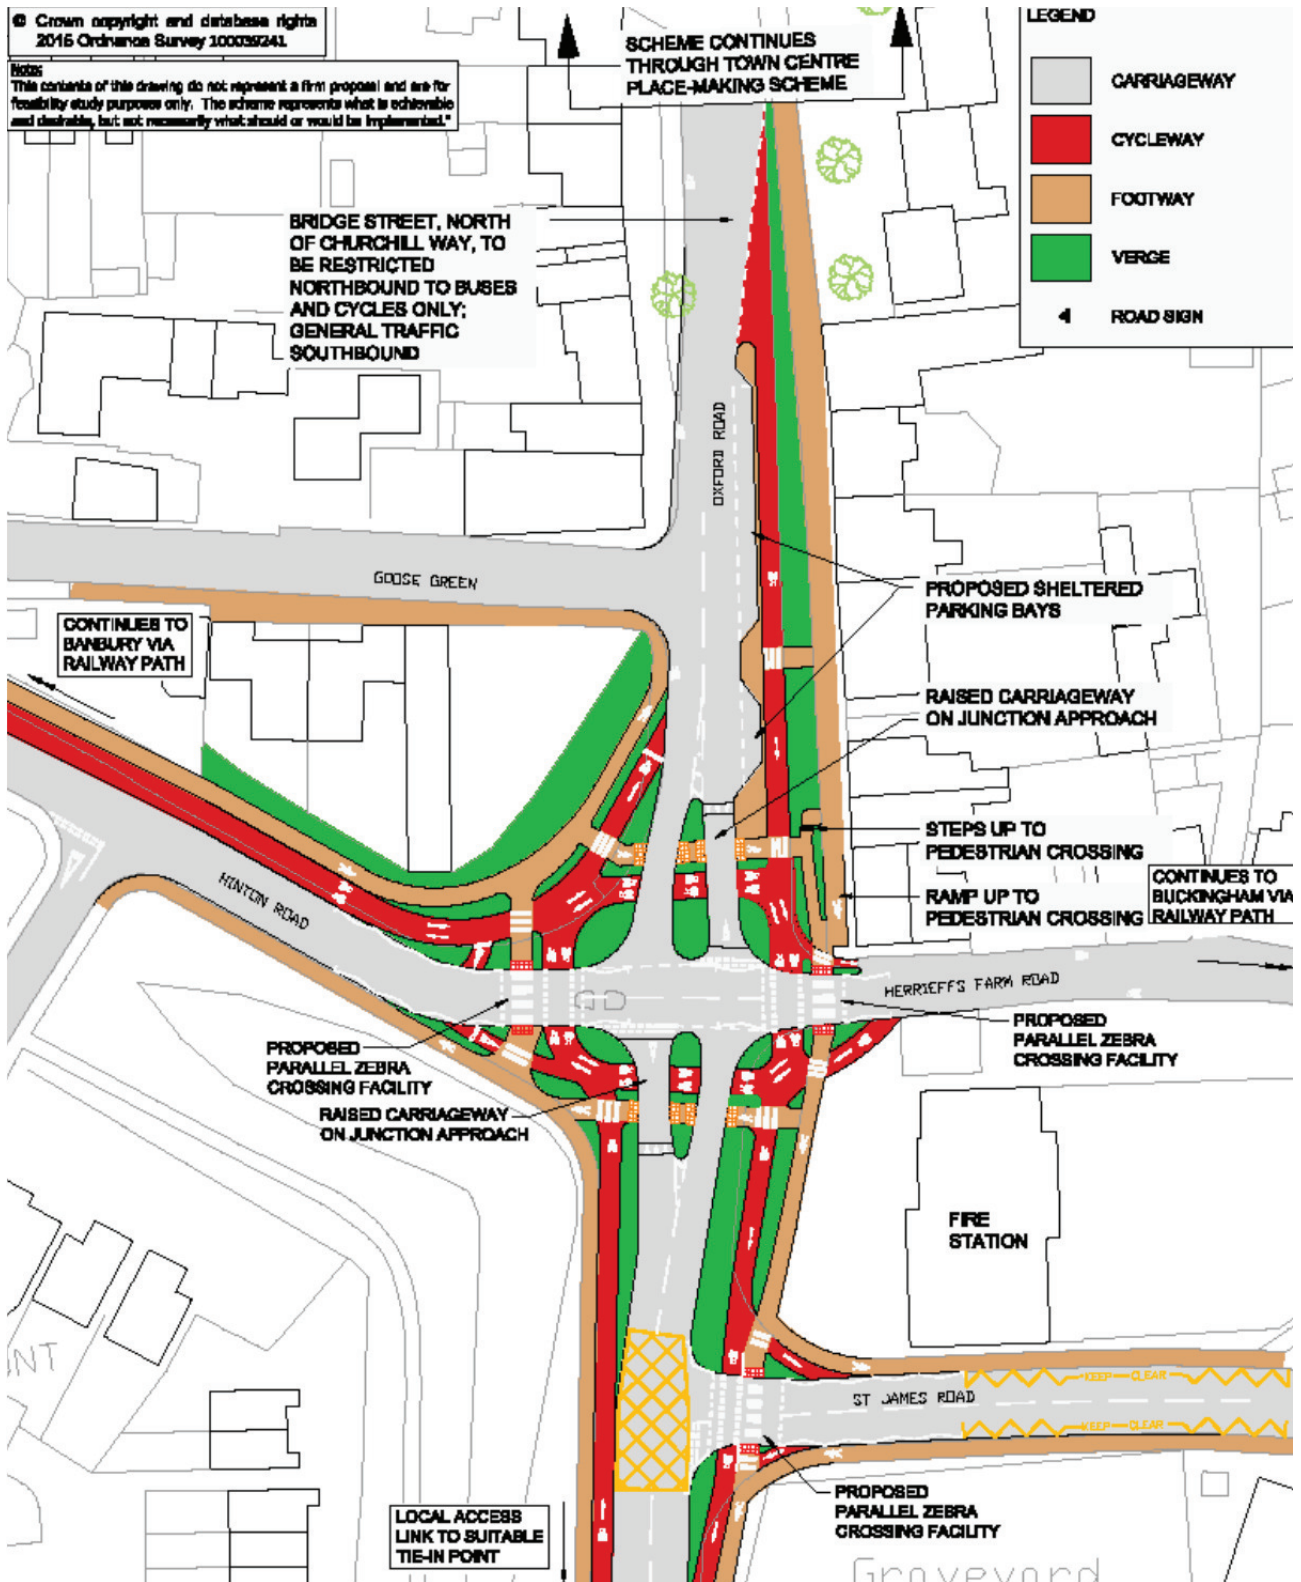 © Crown copyright and database rights
2015 Ordnance Survey 100039241
Note:
This contents of this drawing do not represent a firm proposal and are for
feasibility study purposes only. The scheme represents what is achievable
and desirable, but not necessarily what should or would be implemented."
SCHEME CONTINUES
THROUGH TOWN CENTRE
PLACE-MAKING SCHEME
LEGEND
CARRIAGEWAY
CYCLEWAY
FOOTWAY
VERGE
ROAD SIGN
BRIDGE STREET, NORTH
OF CHURCHILL WAY, TO
BE RESTRICTED
NORTHBOUND TO BUSES
AND CYCLES ONLY;
GENERAL TRAFFIC
SOUTHBOUND
OXFORD ROAD
GOOSE GREEN
PROPOSED SHELTERED
PARKING BAYS
CONTINUES TO
BANBURY VIA
RAILWAY PATH
RAISED CARRIAGEWAY
ON JUNCTION APPROACH
STEPS UP TO
PEDESTRIAN CROSSING
RAMP UP TO
PEDESTRIAN CROSSING
CONTINUES TO
BUCKINGHAM VIA
RAILWAY PATH
HINTON ROAD
HERRIEFFS FARM ROAD
PROPOSED
PARALLEL ZEBRA
CROSSING FACILITY
PROPOSED
PARALLEL ZEBRA
CROSSING FACILITY
RAISED CARRIAGEWAY
ON JUNCTION APPROACH
FIRE
STATION
NT
ST JAMES ROAD
KEEP CLEAR
KEEP CLEAR
PROPOSED
PARALLEL ZEBRA
CROSSING FACILITY
LOCAL ACCESS
LINK TO SUITABLE
TIE-IN POINT
Graveyard